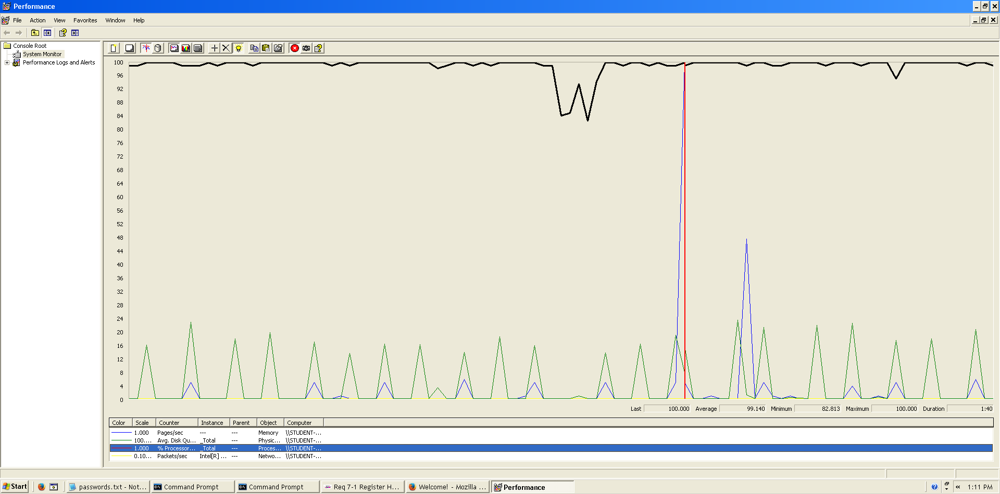 Performance
File Action View Favorites Window Help
Console Root
System Monitor
Performance Logs and Alerts
100
96
92
88
84
80
76
72
68
64
60
56
52
48
44
40
36
32
28
24
20
16
12
8
4
0
Last 100.000 Average 99.140 Minimum 82.813 Maximum 100.000 Duration 1:40
Color Scale Counter Instance Parent Object Computer
1.000 Pages/sec --- --- Memory \\STUDENT-...
100.... Avg. Disk Qu... _Total --- Physic... \\STUDENT-...
1.000 % Processor... _Total --- Proces... \\STUDENT-...
0.10... Packets/sec Intel[R] ... --- Netwo... \\STUDENT-...
Start passwords.txt - Not... Command Prompt Command Prompt Req 7-1 Register H... Welcome! - Mozilla ... Performance 1:11 PM